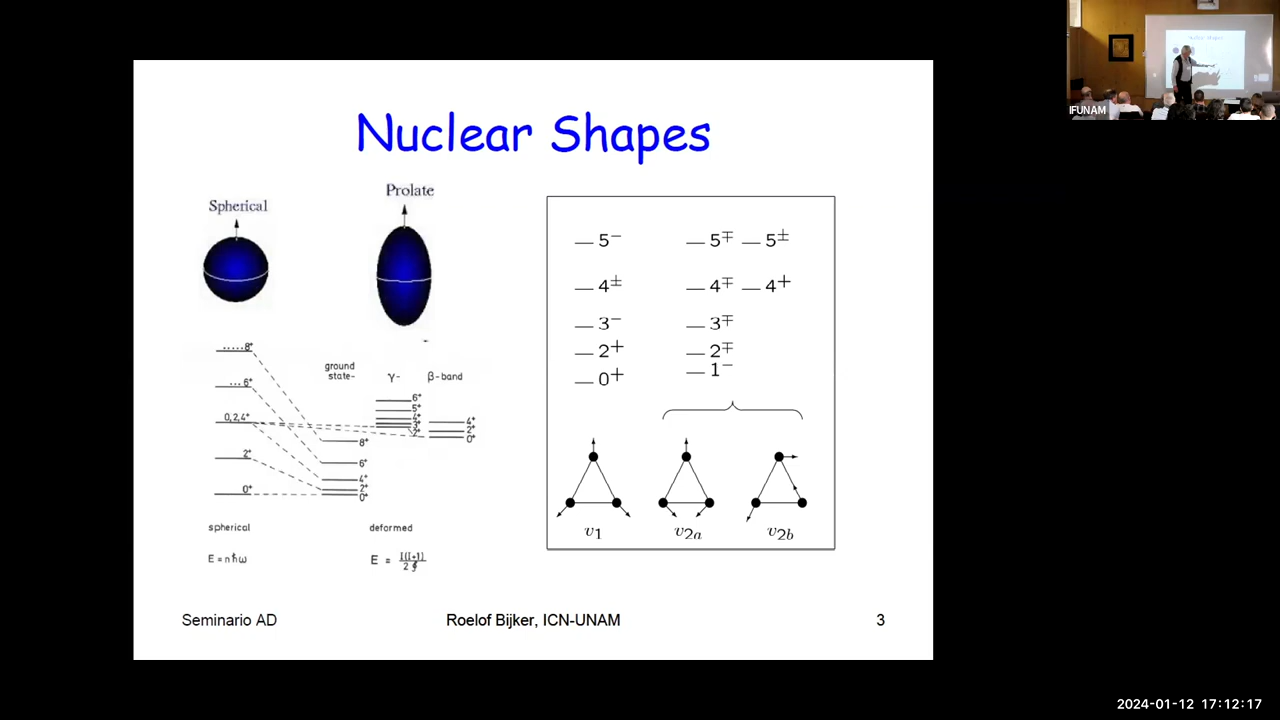 Nuclear Shapes
Spherical
Prolate
..... 8⁺
... 6⁺
0, 2, 4⁺
2⁺
0⁺
ground
state-
γ-
β-band
8⁺
6⁺
4⁺
2⁺
0⁺
6⁺
5⁺
4⁺
3⁺
2⁺
4⁺
2⁺
0⁺
spherical
deformed
E = nħω
E = I(I+1) / 2𝓘
5⁻
5∓ 5±
4±
4∓ 4⁺
3⁻
3∓
2⁺
2∓
0⁺
1⁻
v₁
v₂ₐ
v₂b
Seminario AD
Roelof Bijker, ICN-UNAM
3
IFUNAM
2024-01-12 17:12:17